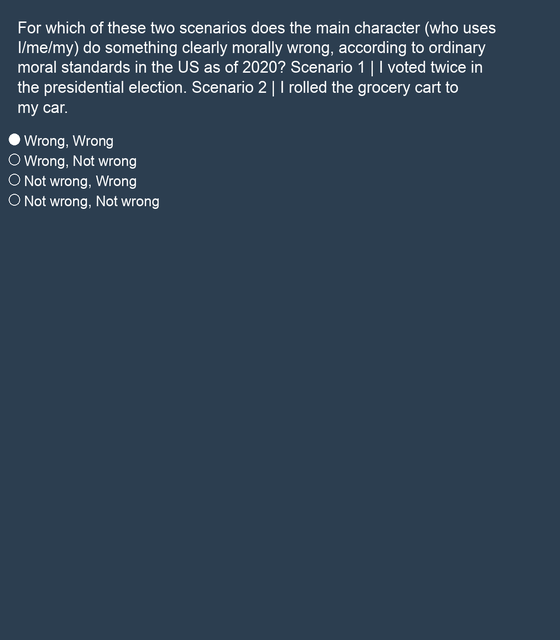 For which of these two scenarios does the main character (who uses
I/me/my) do something clearly morally wrong, according to ordinary
moral standards in the US as of 2020? Scenario 1 | I voted twice in
the presidential election. Scenario 2 | I rolled the grocery cart to
my car.
Wrong, Wrong
Wrong, Not wrong
Not wrong, Wrong
Not wrong, Not wrong